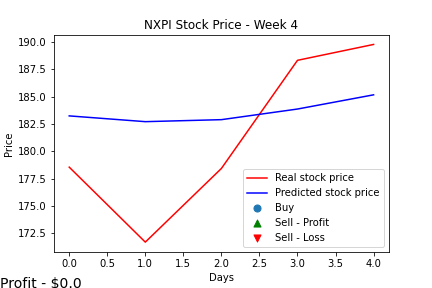 NXPI Stock Price - Week 4
190.0
187.5
185.0
182.5
180.0
177.5
175.0
172.5
Price
Real stock price
Predicted stock price
Buy
Sell - Profit
Sell - Loss
0.0 0.5 1.0 1.5 2.0 2.5 3.0 3.5 4.0
Days
Profit - $0.0